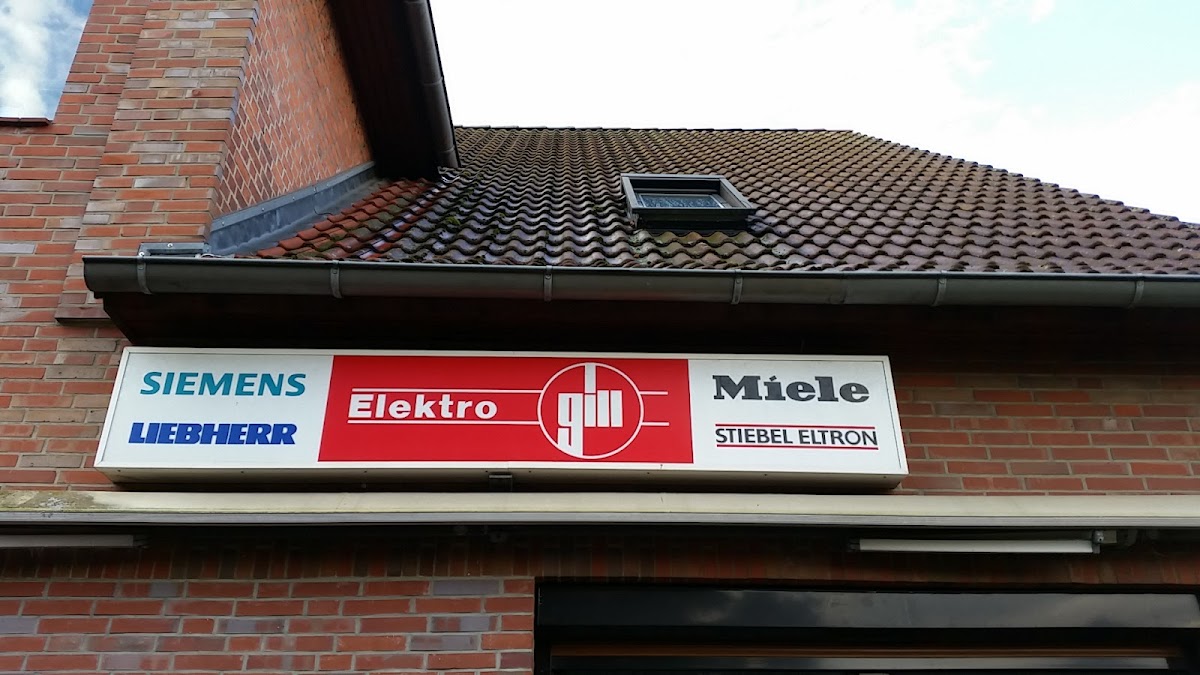 SIEMENS
LIEBHERR
Elektro gill
Miele
STIEBEL ELTRON